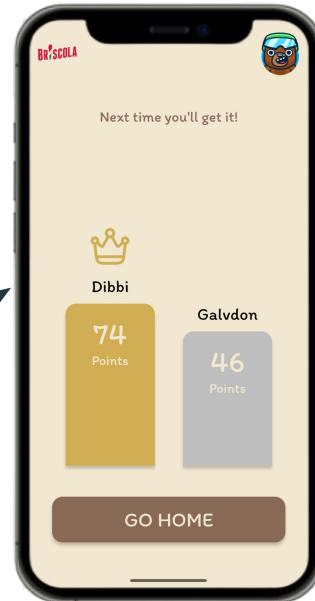 BRISCOLA
Next time you'll get it!
Dibbi
74
Points
Galvdon
46
Points
GO HOME